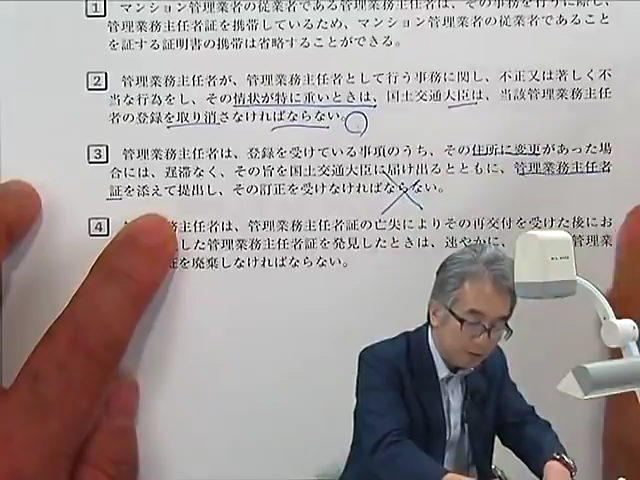 1 マンション管理業者の従業者である管理業務主任者は、その事務を行うに際し、
管理業務主任者証を携帯しているため、マンション管理業者の従業者であること
を証する証明書の携帯は省略することができる。
2 管理業務主任者が、管理業務主任者として行う事務に関し、不正又は著しく不
当な行為をし、その情状が特に重いときは、国土交通大臣は、当該管理業務主任
者の登録を取り消さなければならない。
3 管理業務主任者は、登録を受けている事項のうち、その住所に変更があった場
合には、遅滞なく、その旨を国土交通大臣に届け出るとともに、管理業務主任者
証を添えて提出し、その訂正を受けなければならない。
4 務主任者は、管理業務主任者証の亡失によりその再交付を受けた後にお
した管理業務主任者証を発見したときは、速やかに、 管理業
証を廃棄しなければならない。